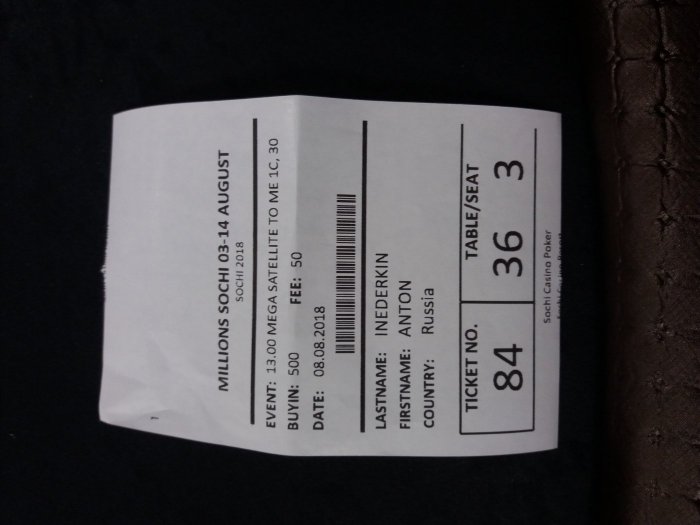 MILLIONS SOCHI 03-14 AUGUST
SOCHI 2018
EVENT: 13.00 MEGA SATELLITE TO ME 1C, 30
BUYIN: 500 FEE: 50
DATE: 08.08.2018
LASTNAME: INEDERKIN
FIRSTNAME: ANTON
COUNTRY: Russia
TICKET NO. TABLE/SEAT
84 36 3
Sochi Casino Poker